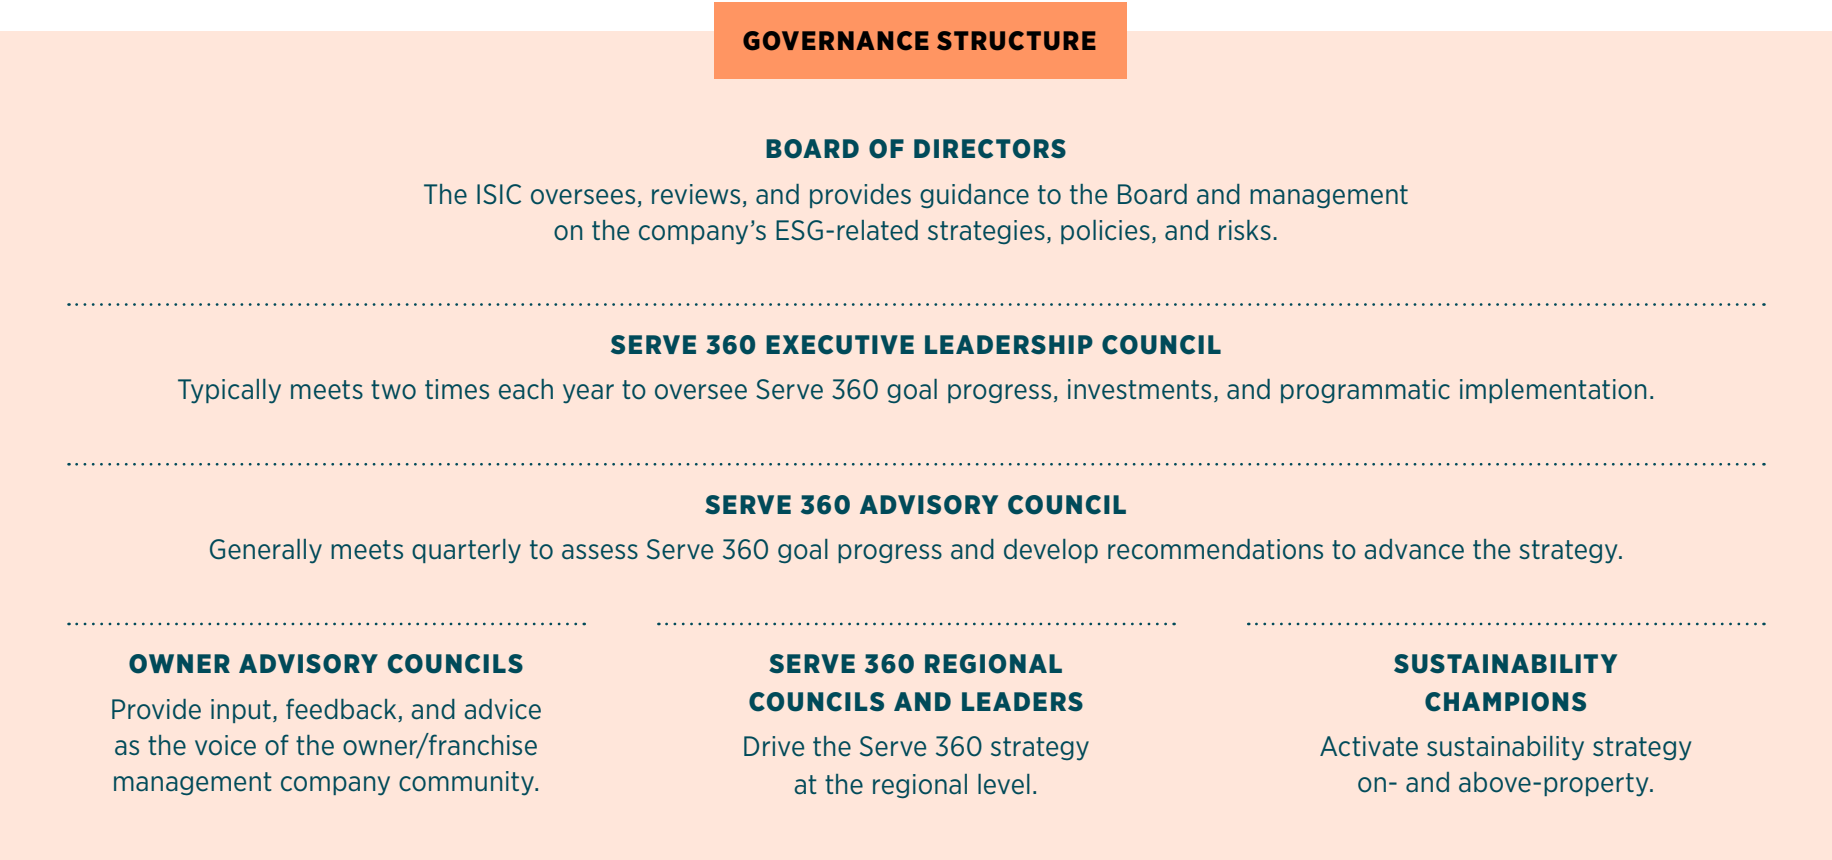 GOVERNANCE STRUCTURE
BOARD OF DIRECTORS
The ISIC oversees, reviews, and provides guidance to the Board and management
on the company’s ESG-related strategies, policies, and risks.
SERVE 360 EXECUTIVE LEADERSHIP COUNCIL
Typically meets two times each year to oversee Serve 360 goal progress, investments, and programmatic implementation.
SERVE 360 ADVISORY COUNCIL
Generally meets quarterly to assess Serve 360 goal progress and develop recommendations to advance the strategy.
OWNER ADVISORY COUNCILS
Provide input, feedback, and advice
as the voice of the owner/franchise
management company community.
SERVE 360 REGIONAL
COUNCILS AND LEADERS
Drive the Serve 360 strategy
at the regional level.
SUSTAINABILITY
CHAMPIONS
Activate sustainability strategy
on- and above-property.